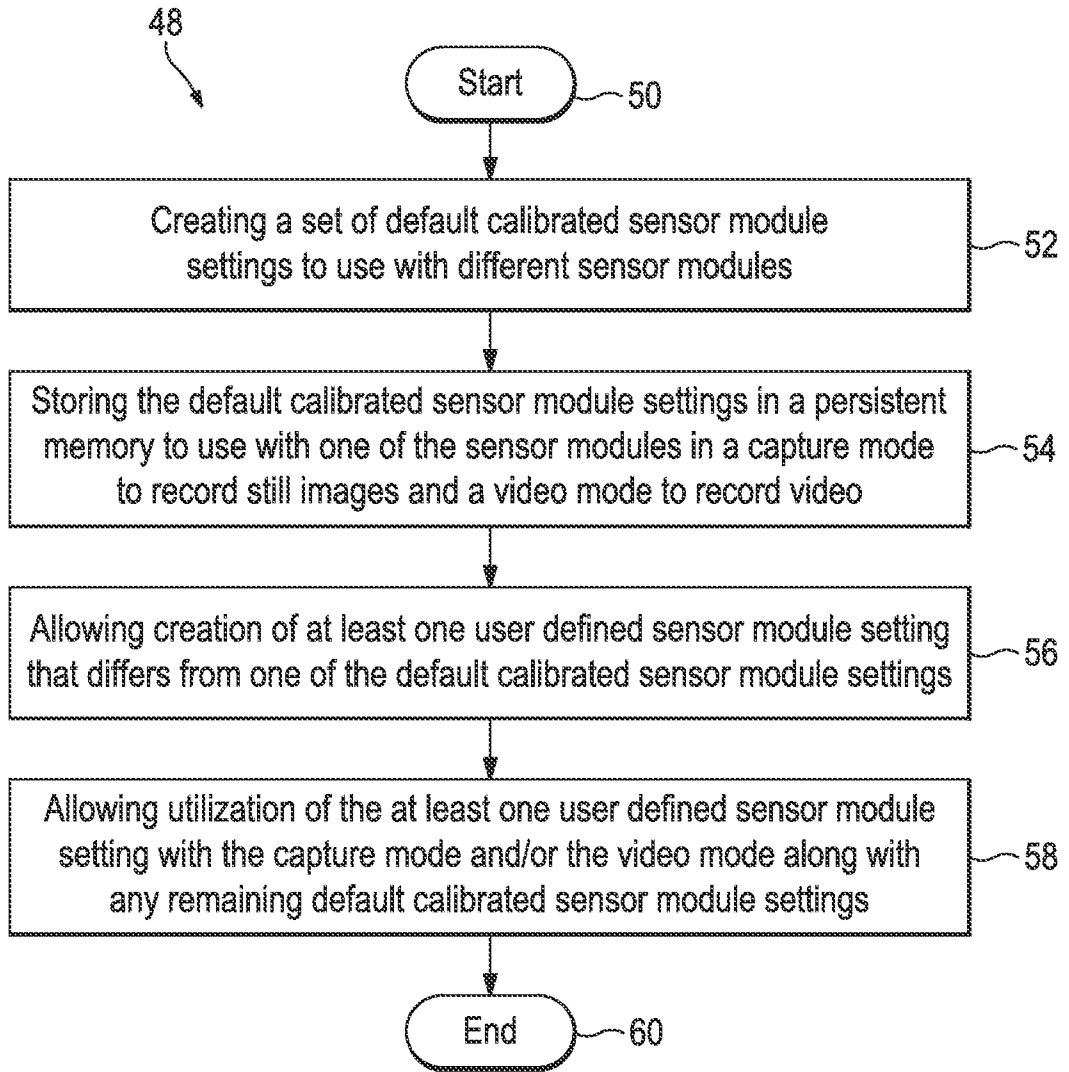 48
Start
50
Creating a set of default calibrated sensor module
settings to use with different sensor modules
52
Storing the default calibrated sensor module settings in a persistent
memory to use with one of the sensor modules in a capture mode
to record still images and a video mode to record video
54
Allowing creation of at least one user defined sensor module setting
that differs from one of the default calibrated sensor module settings
56
Allowing utilization of the at least one user defined sensor module
setting with the capture mode and/or the video mode along with
any remaining default calibrated sensor module settings
58
End
60